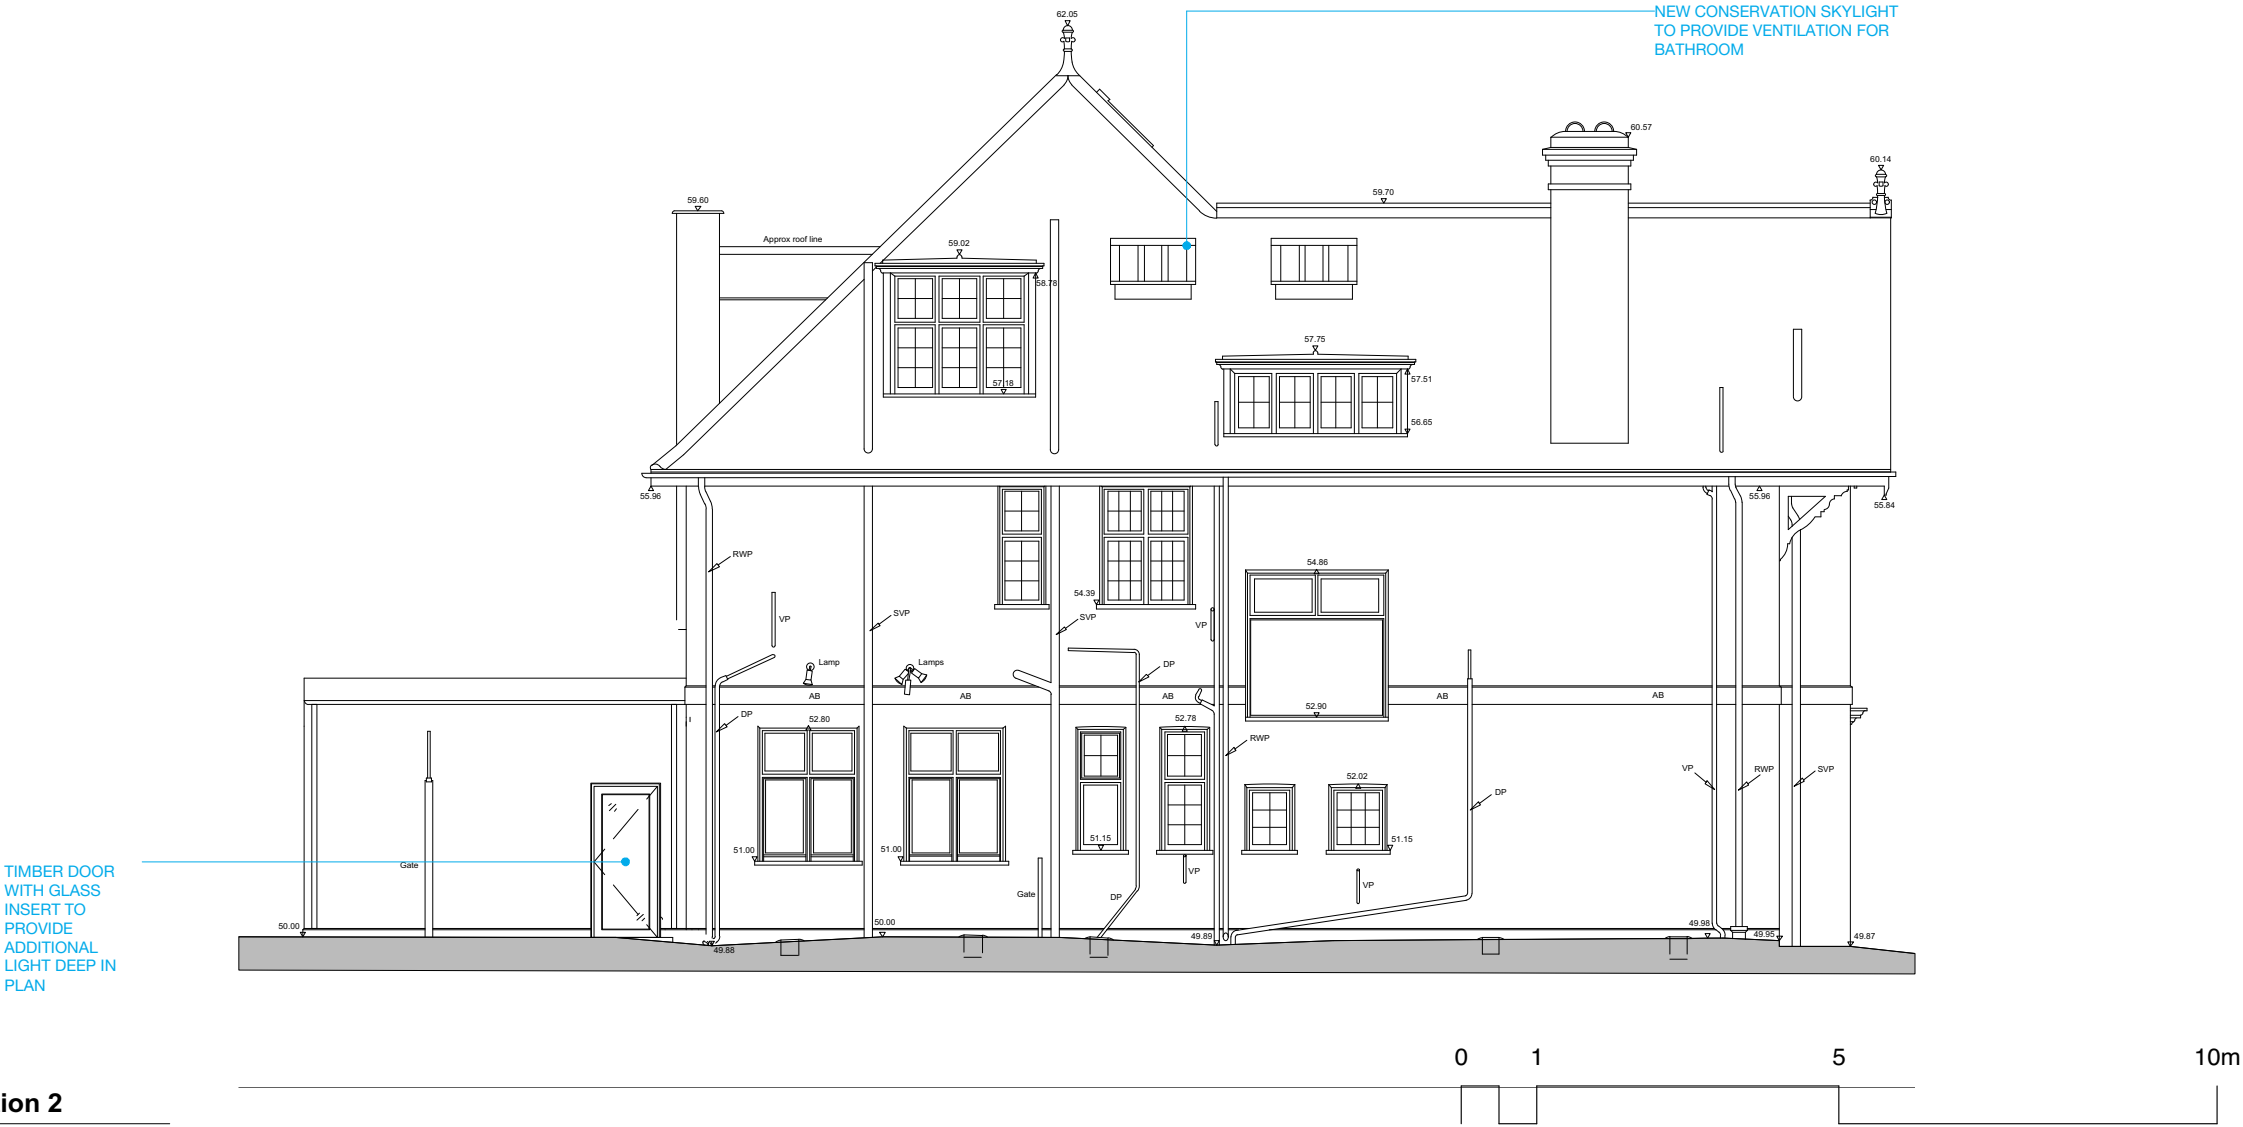 NEW CONSERVATION SKYLIGHT
TO PROVIDE VENTILATION FOR
BATHROOM
62.05
60.57
60.14
59.70
59.60
Approx roof line
59.02
58.78
57.18
57.75
57.51
56.65
55.96
55.96
55.84
RWP
VP
SVP
54.39
SVP
VP
54.86
Lamp
Lamps
DP
AB
AB
AB
AB
AB
DP
52.80
52.78
52.90
RWP
VP
RWP
SVP
52.02
DP
51.00
51.00
51.15
51.15
Gate
Gate
DP
VP
VP
TIMBER DOOR
WITH GLASS
INSERT TO
PROVIDE
ADDITIONAL
LIGHT DEEP IN
PLAN
50.00
49.88
50.00
49.89
49.98
49.95
49.87
0 1 5 10m
ion 2